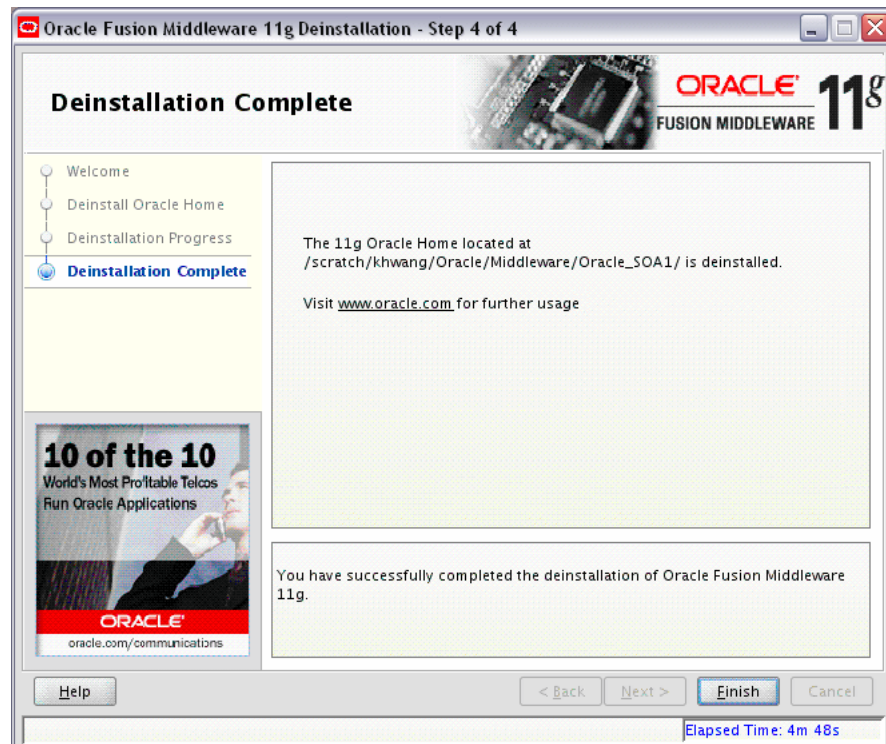 Oracle Fusion Middleware 11g Deinstallation - Step 4 of 4
Deinstallation Complete
ORACLE®
FUSION MIDDLEWARE
11g
Welcome
Deinstall Oracle Home
Deinstallation Progress
Deinstallation Complete
The 11g Oracle Home located at
/scratch/khwang/Oracle/Middleware/Oracle_SOA1/ is deinstalled.
Visit www.oracle.com for further usage
10 of the 10
World's Most Profitable Telcos
Run Oracle Applications
ORACLE®
oracle.com/communications
You have successfully completed the deinstallation of Oracle Fusion Middleware
11g.
Help
< Back
Next >
Finish
Cancel
Elapsed Time: 4m 48s